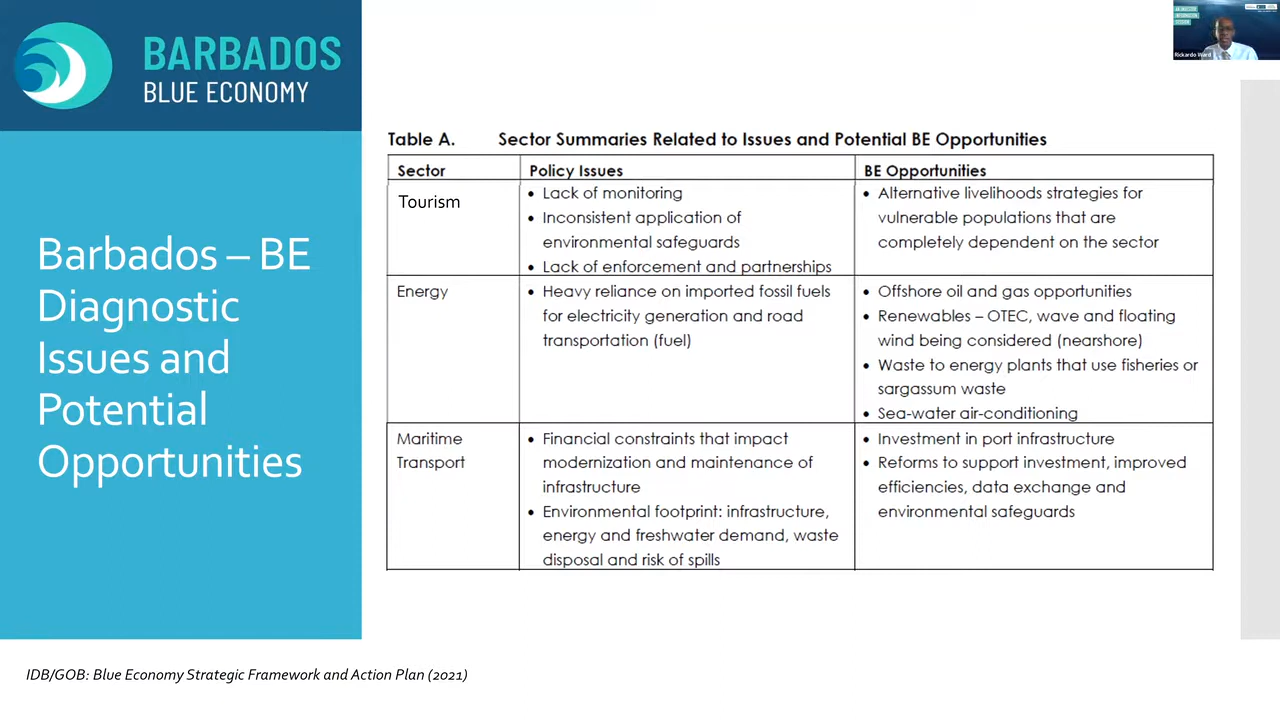 BARBADOS
BLUE ECONOMY
Barbados – BE
Diagnostic
Issues and
Potential
Opportunities
Table A. Sector Summaries Related to Issues and Potential BE Opportunities
Sector Policy Issues BE Opportunities
Tourism
• Lack of monitoring
• Inconsistent application of
environmental safeguards
• Lack of enforcement and partnerships
• Alternative livelihoods strategies for
vulnerable populations that are
completely dependent on the sector
Energy
• Heavy reliance on imported fossil fuels
for electricity generation and road
transportation (fuel)
• Offshore oil and gas opportunities
• Renewables – OTEC, wave and floating
wind being considered (nearshore)
• Waste to energy plants that use fisheries or
sargassum waste
• Sea-water air-conditioning
Maritime
Transport
• Financial constraints that impact
modernization and maintenance of
infrastructure
• Environmental footprint: infrastructure,
energy and freshwater demand, waste
disposal and risk of spills
• Investment in port infrastructure
• Reforms to support investment, improved
efficiencies, data exchange and
environmental safeguards
IDB/GOB: Blue Economy Strategic Framework and Action Plan (2021)
INFORMATION
SESSION
Rickardo Ward